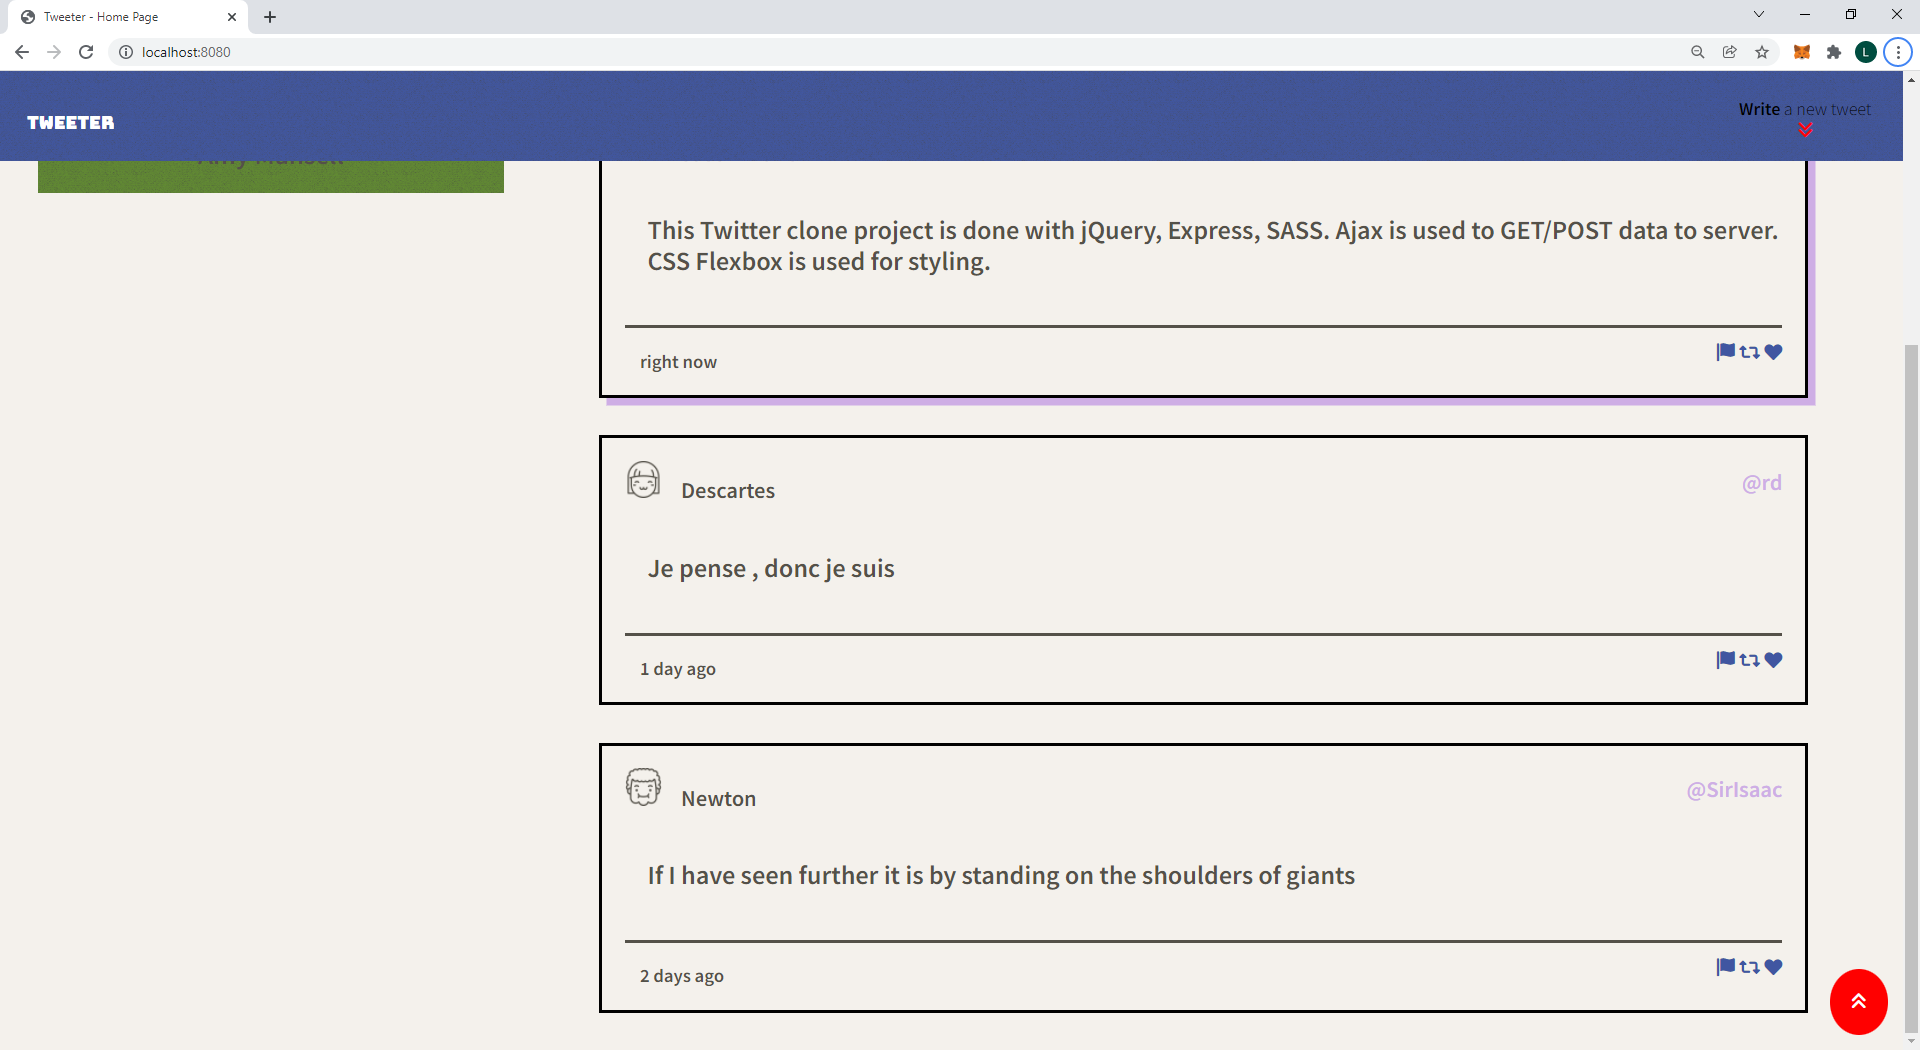 Tweeter - Home Page
localhost:8080
L
TWEETER
Write a new tweet
This Twitter clone project is done with jQuery, Express, SASS. Ajax is used to GET/POST data to server.
CSS Flexbox is used for styling.
right now
Descartes
@rd
Je pense , donc je suis
1 day ago
Newton
@SirIsaac
If I have seen further it is by standing on the shoulders of giants
2 days ago